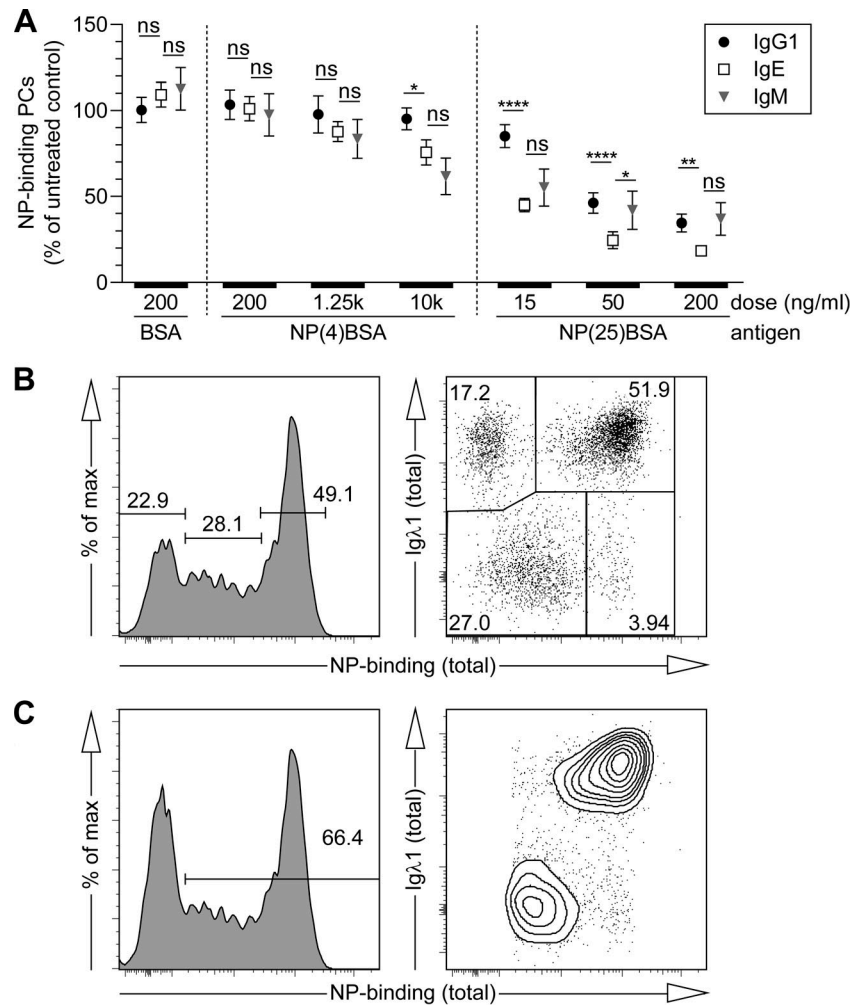 A
NP-binding PCs
(% of untreated control)
150
100
50
0
ns
ns
ns
ns
ns
ns
*
ns
****
ns
****
*
**
ns
IgG1
IgE
IgM
200 200 1.25k 10k 15 50 200 dose (ng/ml)
BSA NP(4)BSA NP(25)BSA antigen
B
% of max
22.9
28.1
49.1
Igλ1 (total)
17.2 51.9
27.0 3.94
NP-binding (total)
C
% of max
66.4
Igλ1 (total)
NP-binding (total)